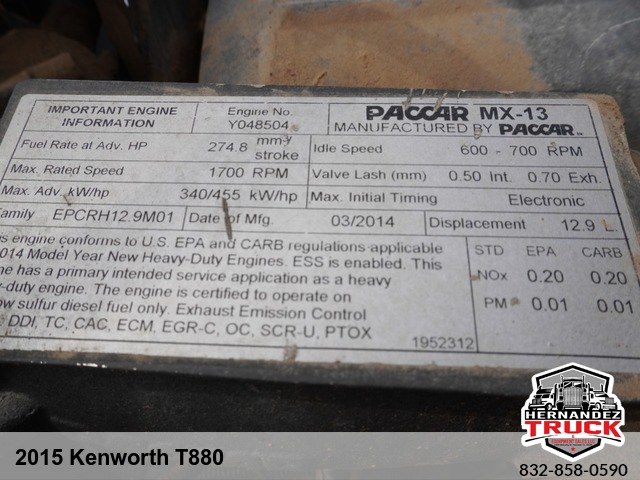 IMPORTANT ENGINE INFORMATION
Engine No. Y048504
PACCAR MX-13
MANUFACTURED BY PACCAR INC
Fuel Rate at Adv. HP 274.8 mm³/stroke
Idle Speed 600 - 700 RPM
Max. Rated Speed 1700 RPM
Valve Lash (mm) 0.50 Int. 0.70 Exh.
Max. Adv. kW/hp 340/455 kW/hp
Max. Initial Timing Electronic
Family EPCRH12.9M01
Date of Mfg. 03/2014
Displacement 12.9 L.
is engine conforms to U.S. EPA and CARB regulations applicable
014 Model Year New Heavy-Duty Engines. ESS is enabled. This
ne has a primary intended service application as a heavy
-duty engine. The engine is certified to operate on
ow sulfur diesel fuel only. Exhaust Emission Control
DDI, TC, CAC, ECM, EGR-C, OC, SCR-U, PTOX
1952312
STD EPA CARB
NOx 0.20 0.20
PM 0.01 0.01
HERNANDEZ
TRUCK
EQUIPMENT SALES, LLC
2015 Kenworth T880
832-858-0590